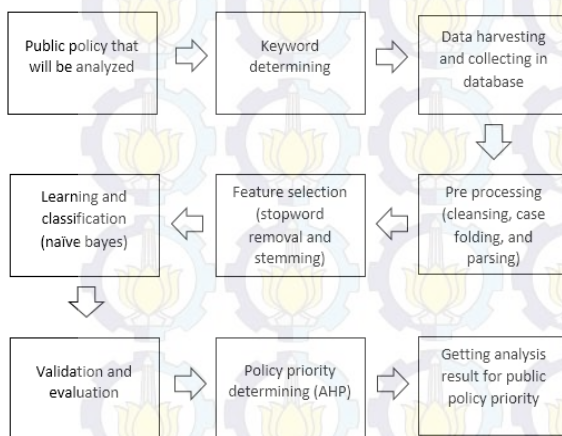 Public policy that
will be analyzed
Keyword
determining
Data harvesting
and collecting in
database
Learning and
classification
(naïve bayes)
Feature selection
(stopword
removal and
stemming)
Pre processing
(cleansing, case
folding, and
parsing)
Validation and
evaluation
Policy priority
determining (AHP)
Getting analysis
result for public
policy priority